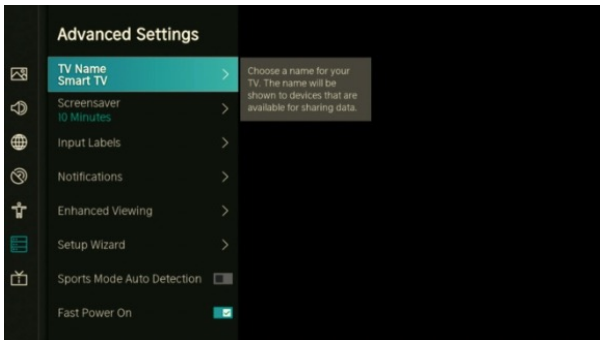 Advanced Settings
TV Name
Smart TV
Choose a name for your
TV. The name will be
shown to devices that are
available for sharing data.
Screensaver
10 Minutes
Input Labels
Notifications
Enhanced Viewing
Setup Wizard
Sports Mode Auto Detection
Fast Power On